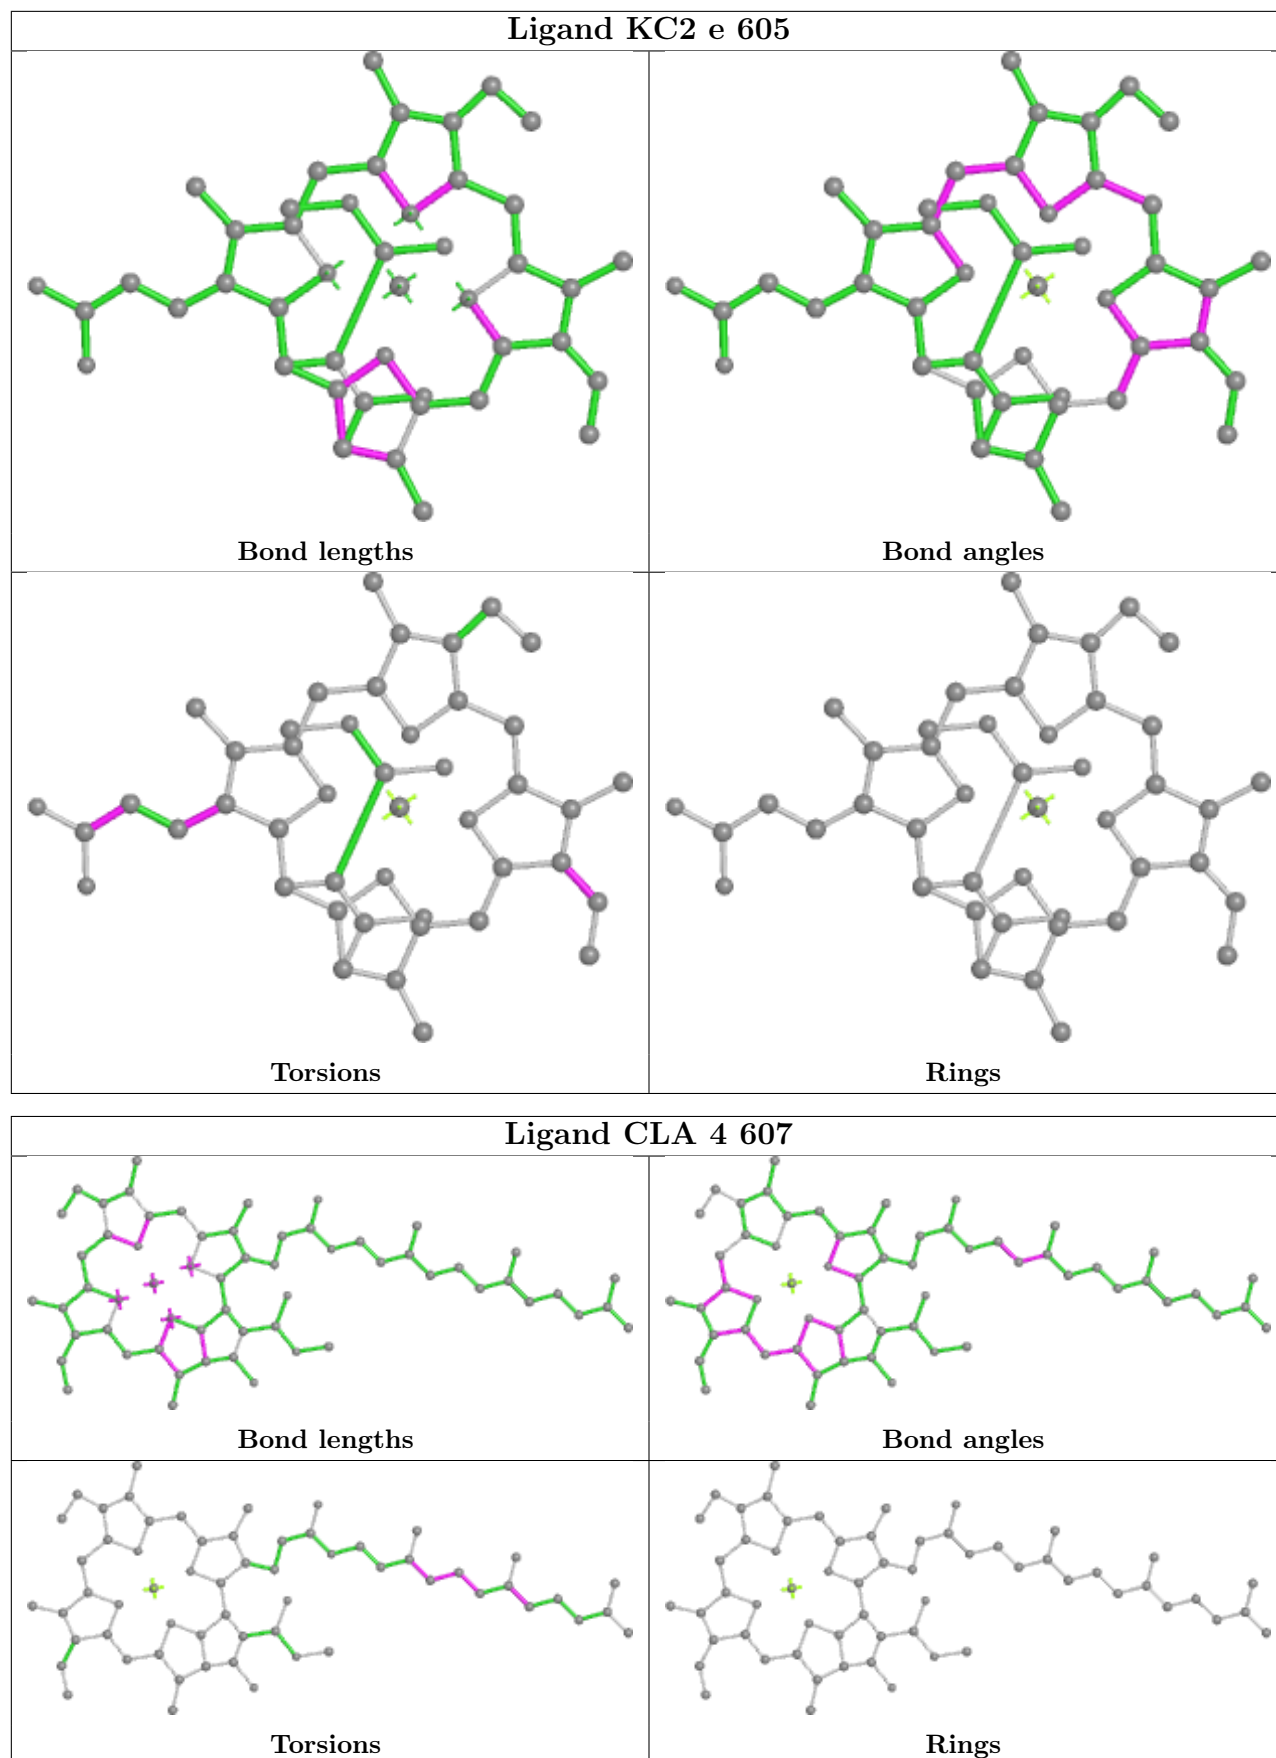 Ligand KC2 e 605
Bond lengths
Bond angles
Torsions
Rings
Ligand CLA 4 607
Bond lengths
Bond angles
Torsions
Rings